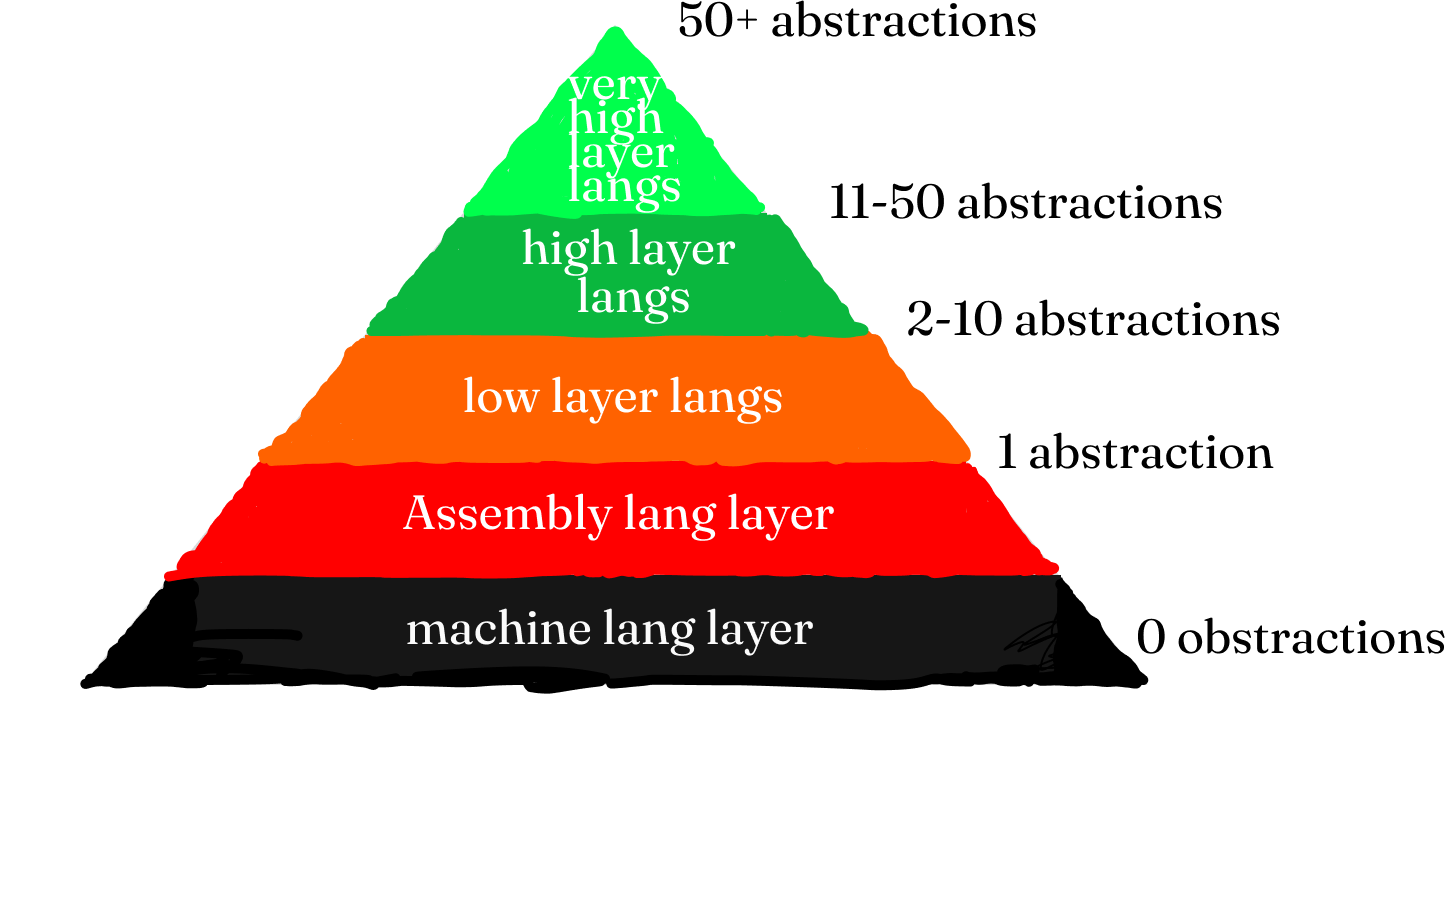 50+ abstractions
very
high
layer
langs
11-50 abstractions
high layer
langs
2-10 abstractions
low layer langs
1 abstraction
Assembly lang layer
machine lang layer
0 obstractions